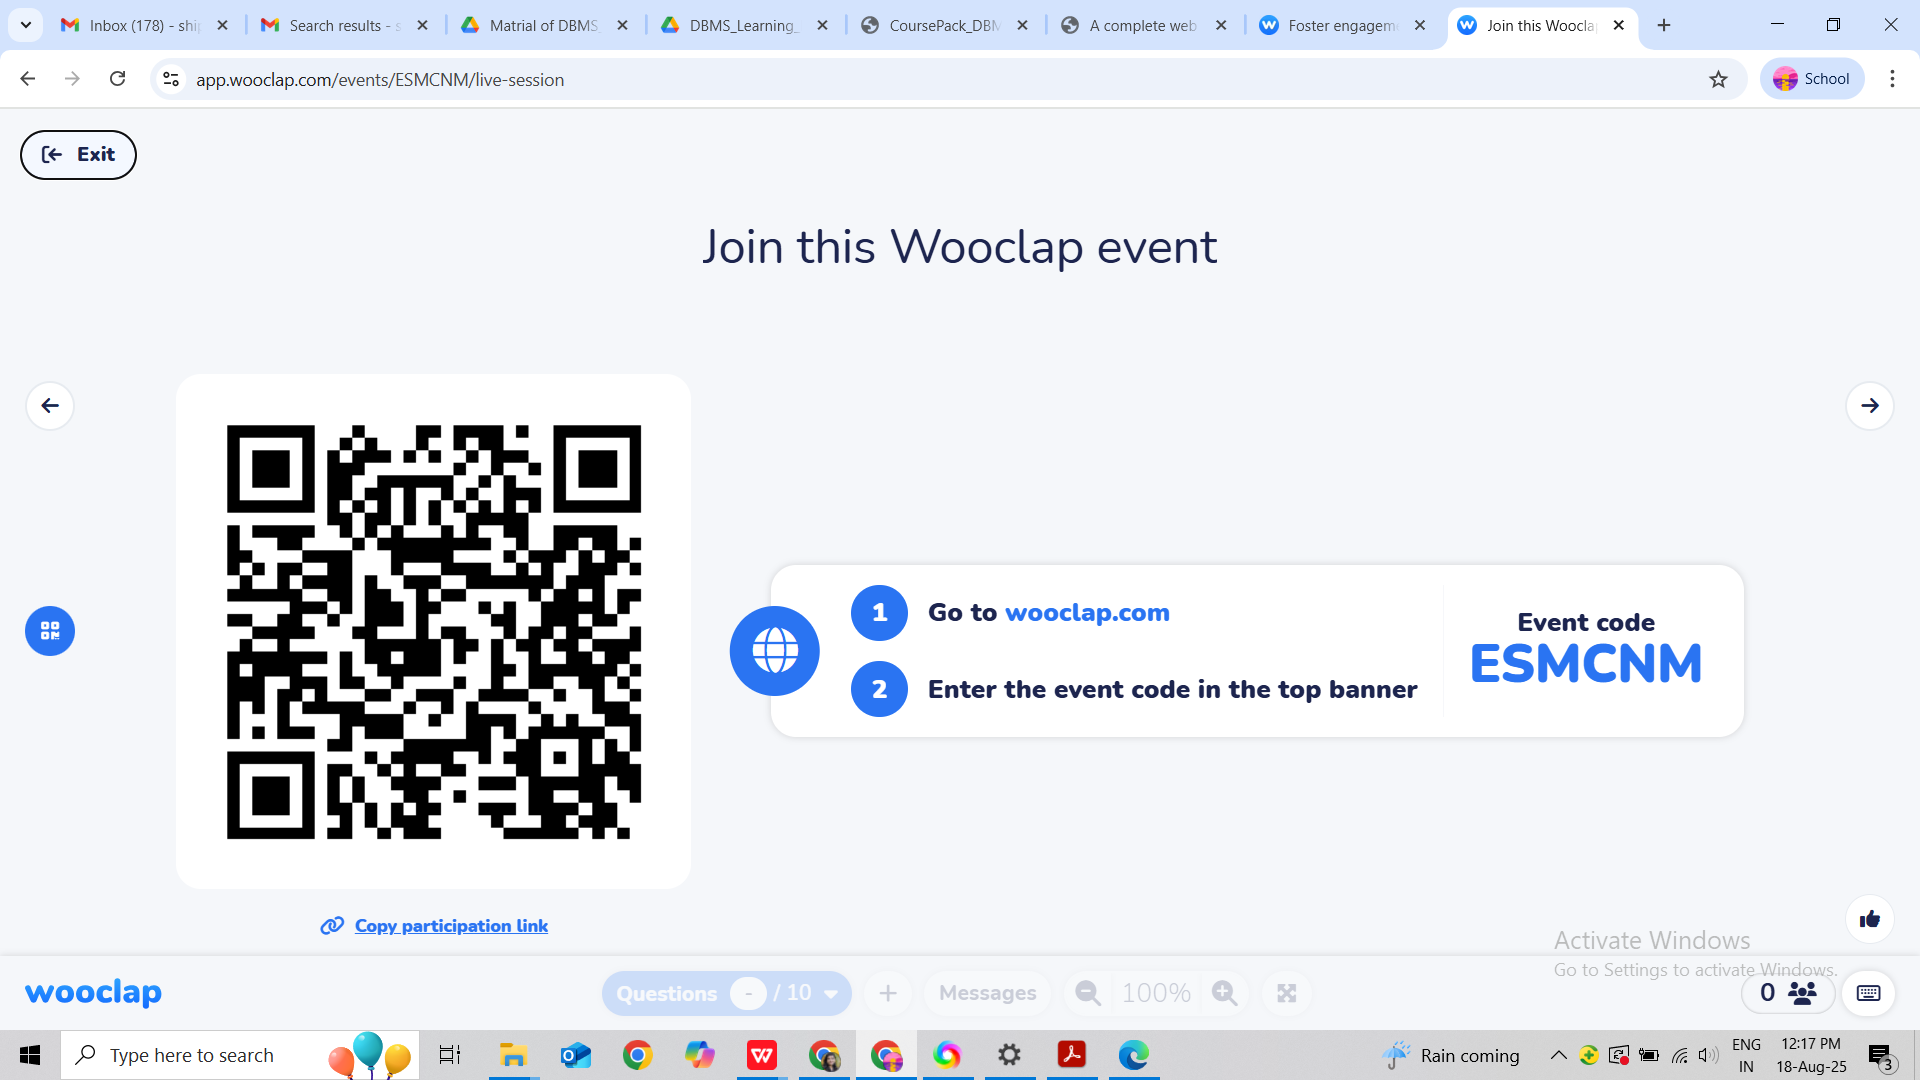 Inbox (178) - ship
Search results - s
Matrial of DBMS_
DBMS_Learning_
CoursePack_DBM
A complete web
Foster engagem
Join this Woocla
app.wooclap.com/events/ESMCNM/live-session
School
Exit
Join this Wooclap event
1 Go to wooclap.com
2 Enter the event code in the top banner
Event code
ESMCNM
Copy participation link
Activate Windows
Go to Settings to activate Windows.
wooclap
Questions - / 10
Messages
100%
0
Type here to search
Rain coming
ENG
IN
12:17 PM
18-Aug-25
3